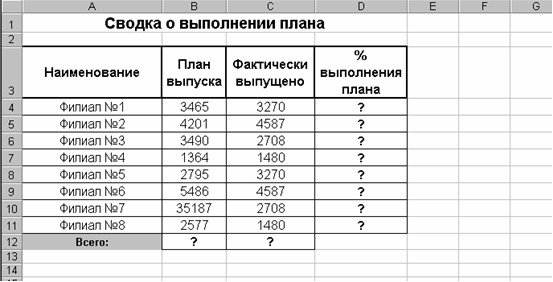 A B C D E F G
1 Сводка о выполнении плана
2
3 Наименование План выпуска Фактически выпущено % выполнения плана
4 Филиал №1 3465 3270 ?
5 Филиал №2 4201 4587 ?
6 Филиал №3 3490 2708 ?
7 Филиал №4 1364 1480 ?
8 Филиал №5 2795 3270 ?
9 Филиал №6 5486 4587 ?
10 Филиал №7 35187 2708 ?
11 Филиал №8 2577 1480 ?
12 Всего: ? ?
13
14